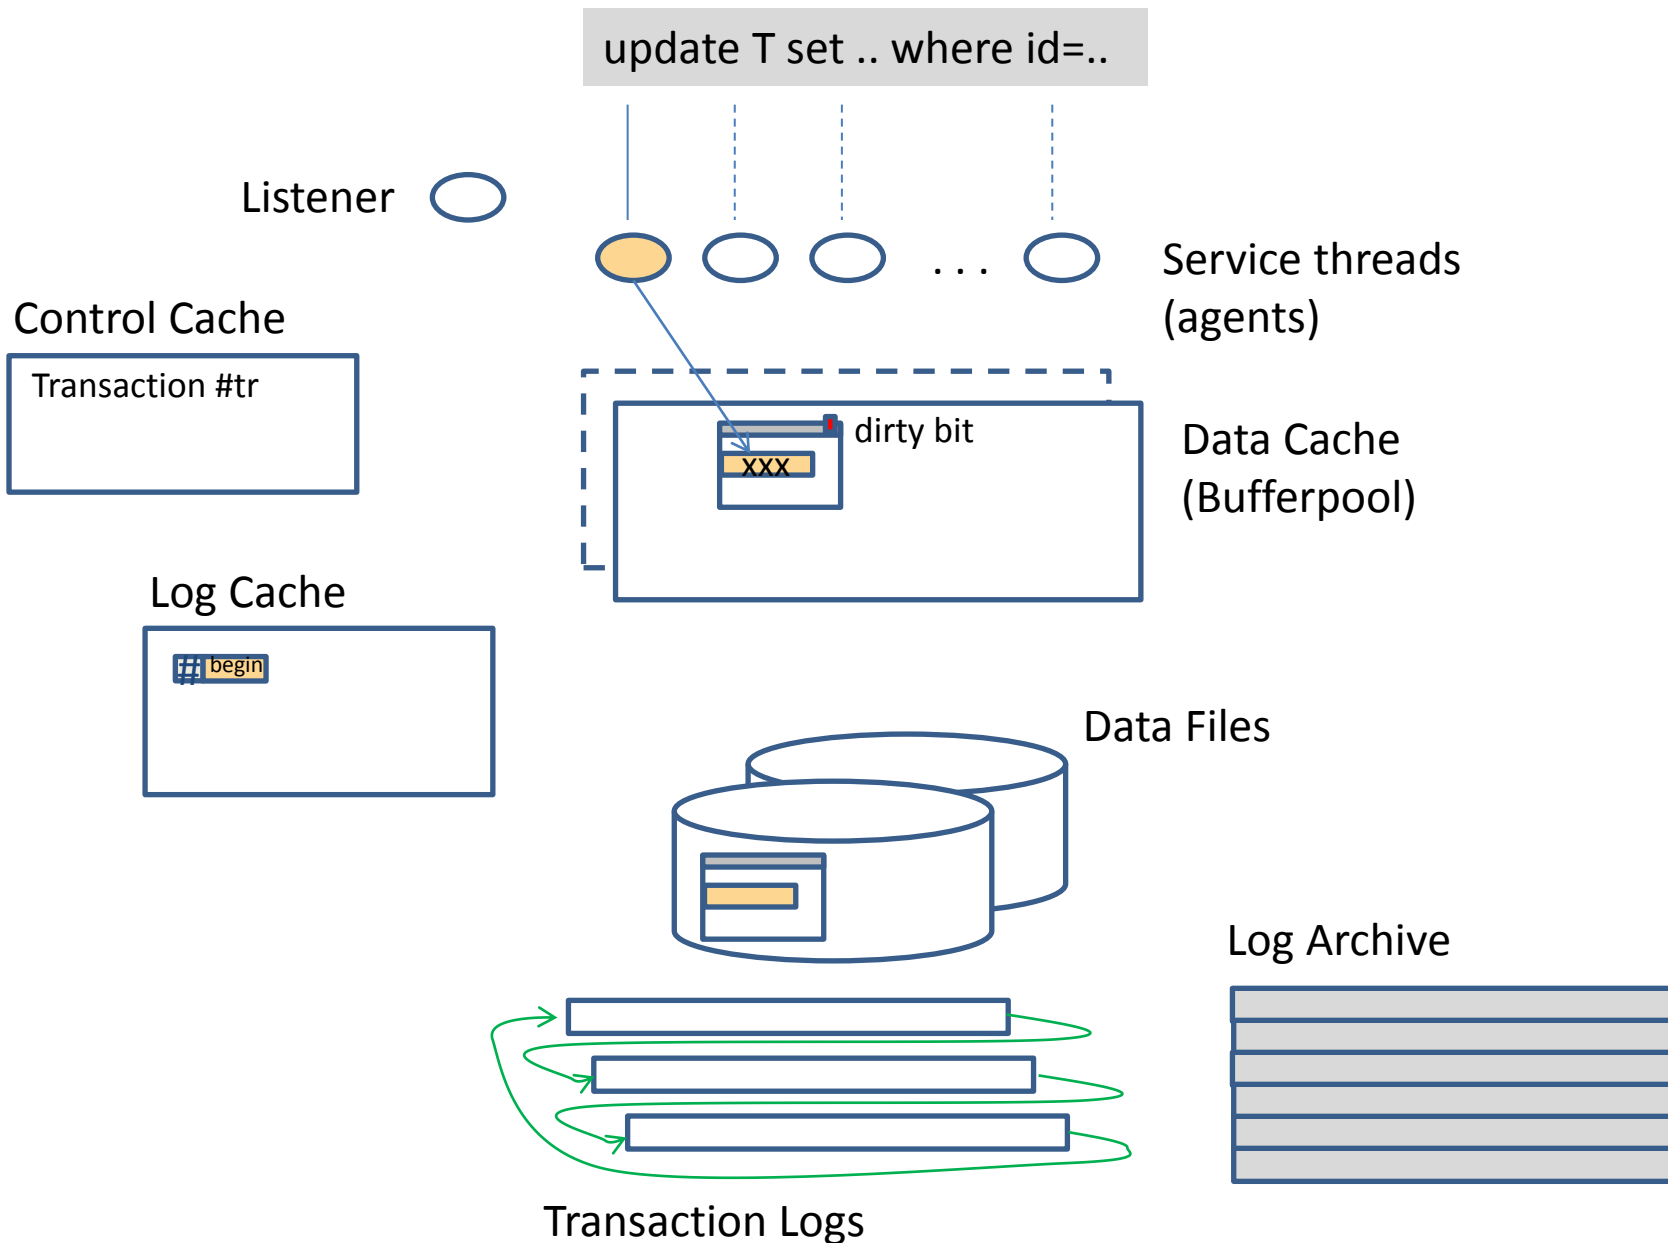 update T set .. where id=..
Listener
. . .
Service threads
(agents)
Control Cache
Transaction #tr
dirty bit
xxx
Data Cache
(Bufferpool)
Log Cache
# begin
Data Files
Log Archive
Transaction Logs